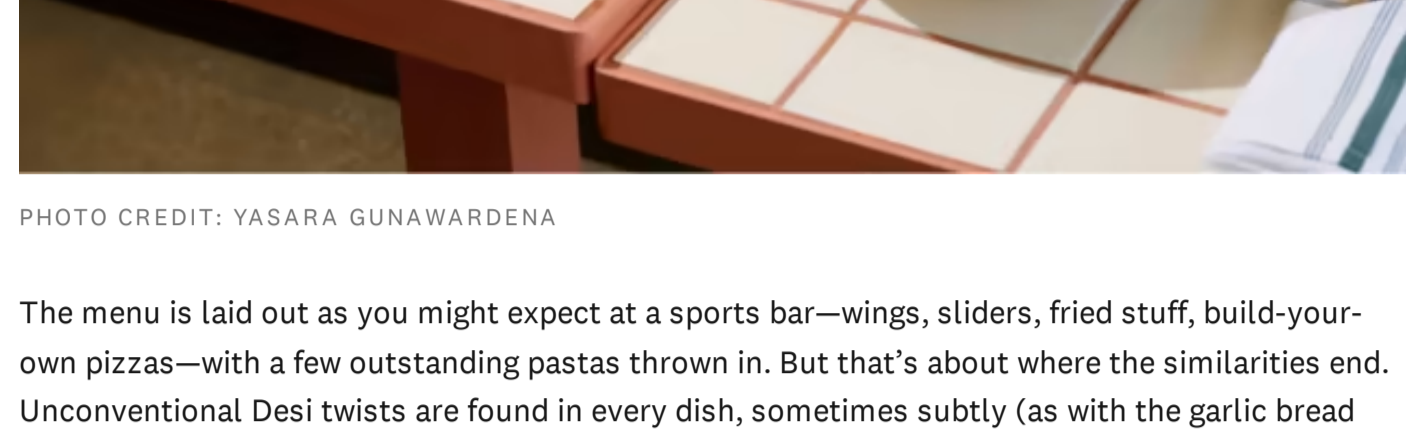 PHOTO CREDIT: YASARA GUNAWARDENA
The menu is laid out as you might expect at a sports bar—wings, sliders, fried stuff, build-your-
own pizzas—with a few outstanding pastas thrown in. But that’s about where the similarities end.
Unconventional Desi twists are found in every dish, sometimes subtly (as with the garlic bread